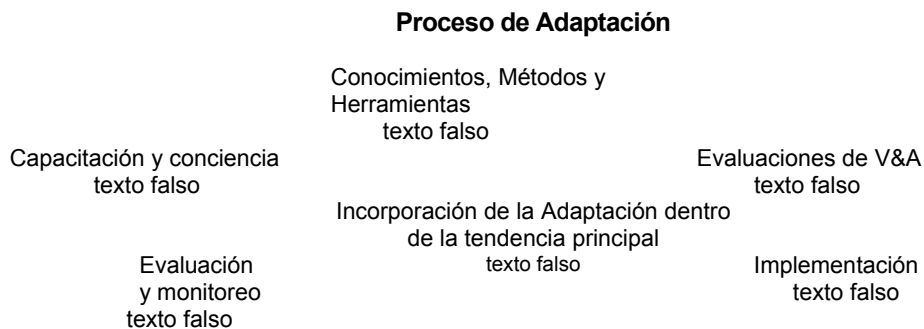 Proceso de Adaptación
Conocimientos, Métodos y
Herramientas
texto falso
Capacitación y conciencia
texto falso
Evaluaciones de V&A
texto falso
Incorporación de la Adaptación dentro
de la tendencia principal
texto falso
Evaluación
y monitoreo
texto falso
Implementación
texto falso